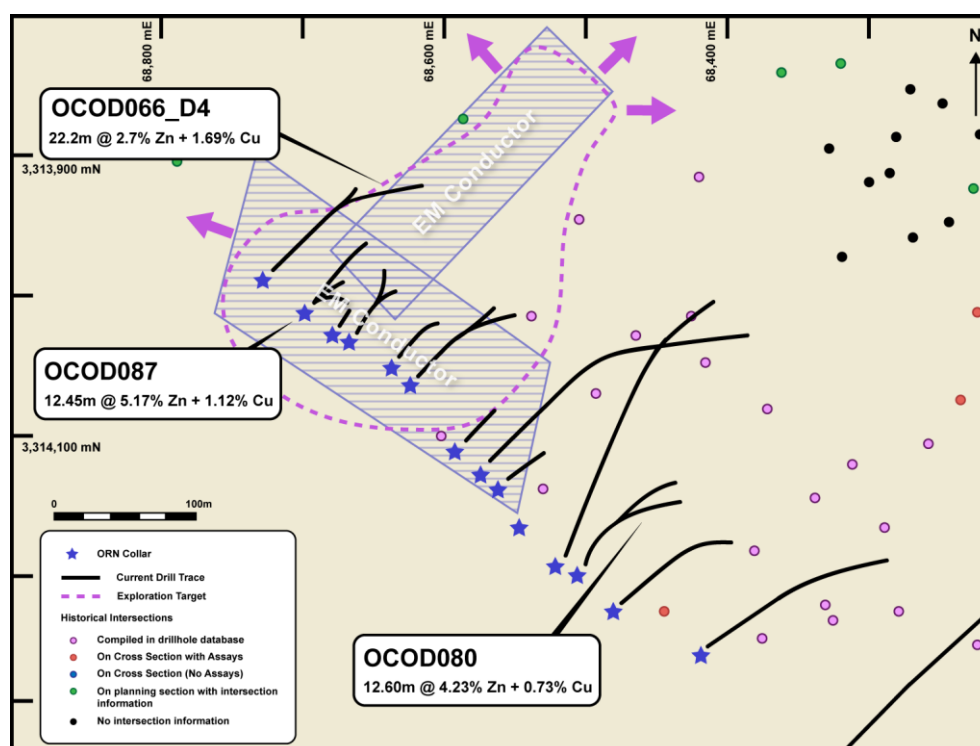 68,800 mE
68,600 mE
68,400 mE
N
OCOD066_D4
22.2m @ 2.7% Zn + 1.69% Cu
3,313,900 mN
EM Conductor
EM Conductor
OCOD087
12.45m @ 5.17% Zn + 1.12% Cu
3,314,100 mN
0
100m
ORN Collar
Current Drill Trace
Exploration Target
Historical Intersections
Compiled in drillhole database
On Cross Section with Assays
On Cross Section (No Assays)
On planning section with intersection
information
No intersection information
OCOD080
12.60m @ 4.23% Zn + 0.73% Cu